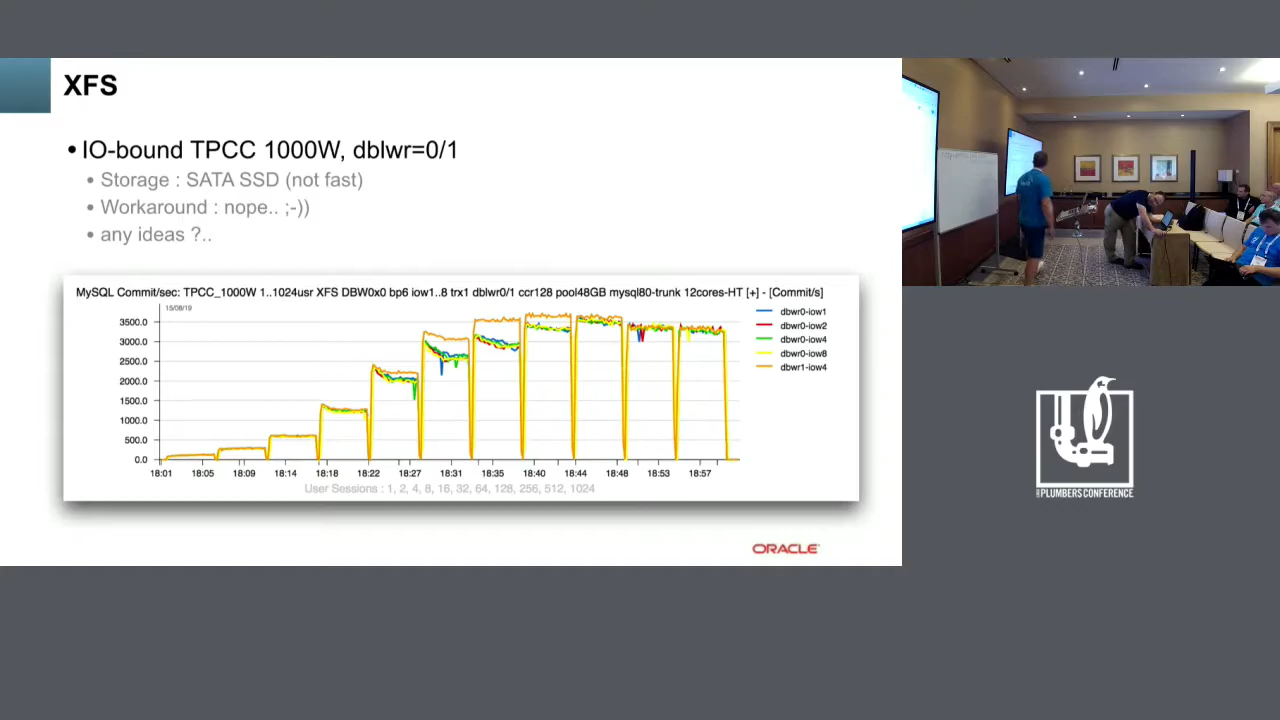 XFS
• IO-bound TPCC 1000W, dblwr=0/1
• Storage : SATA SSD (not fast)
• Workaround : nope.. ;-))
• any ideas ?..
MySQL Commit/sec: TPCC_1000W 1..1024usr XFS DBW0x0 bp6 iow1..8 trx1 dblwr0/1 ccr128 pool48GB mysql80-trunk 12cores-HT [+] - [Commit/s]
15/08/19
3500.0
3000.0
2500.0
2000.0
1500.0
1000.0
500.0
0.0
18:01 18:05 18:09 18:14 18:18 18:22 18:27 18:31 18:35 18:40 18:44 18:48 18:53 18:57
dbwr0-iow1
dbwr0-iow2
dbwr0-iow4
dbwr0-iow8
dbwr1-iow4
User Sessions : 1, 2, 4, 8, 16, 32, 64, 128, 256, 512, 1024
ORACLE
PLUMBERS CONFERENCE